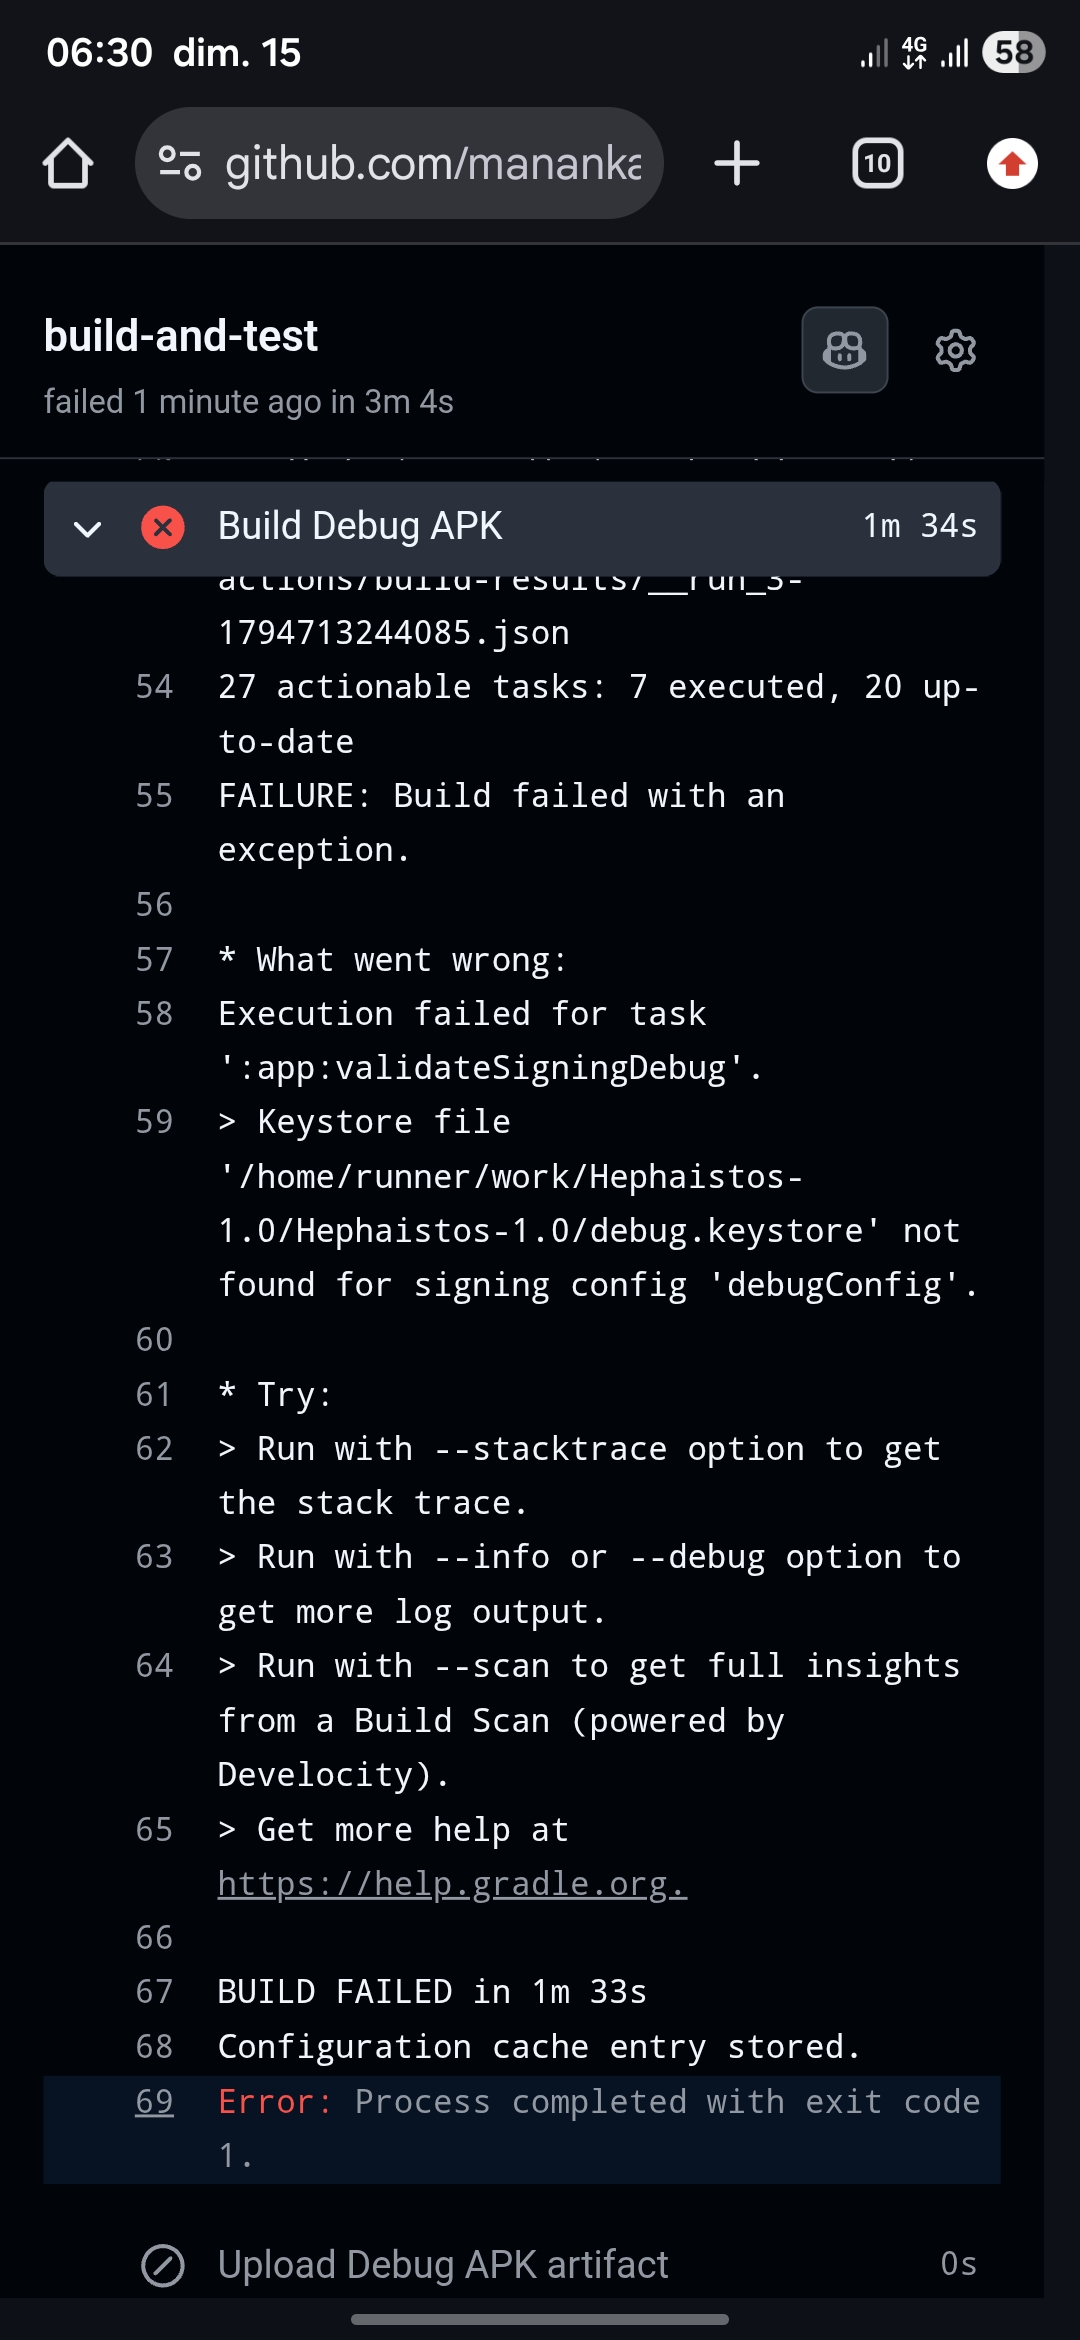 06:30 dim. 15
4G
58
github.com/mananka
10
build-and-test
failed 1 minute ago in 3m 4s
Build Debug APK 1m 34s
actions/build-results/__run_3-
1794713244085.json
54 27 actionable tasks: 7 executed, 20 up-
to-date
55 FAILURE: Build failed with an
exception.
56
57 * What went wrong:
58 Execution failed for task
':app:validateSigningDebug'.
59 > Keystore file
'/home/runner/work/Hephaistos-
1.0/Hephaistos-1.0/debug.keystore' not
found for signing config 'debugConfig'.
60
61 * Try:
62 > Run with --stacktrace option to get
the stack trace.
63 > Run with --info or --debug option to
get more log output.
64 > Run with --scan to get full insights
from a Build Scan (powered by
Develocity).
65 > Get more help at
https://help.gradle.org.
66
67 BUILD FAILED in 1m 33s
68 Configuration cache entry stored.
69 Error: Process completed with exit code
1.
Upload Debug APK artifact 0s